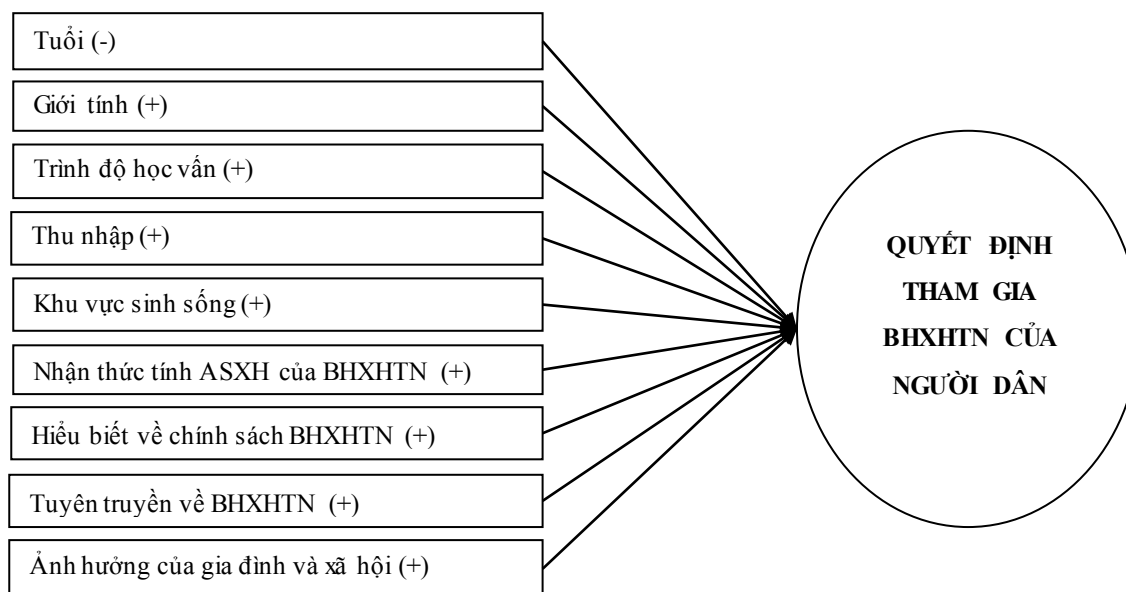 Tuổi (-)
Giới tính (+)
Trình độ học vấn (+)
Thu nhập (+)
Khu vực sinh sống (+)
Nhận thức tính ASXH của BHXHTN (+)
Hiểu biết về chính sách BHXHTN (+)
Tuyên truyền về BHXHTN (+)
Ảnh hưởng của gia đình và xã hội (+)
QUYẾT ĐỊNH
THAM GIA
BHXHTN CỦA
NGƯỜI DÂN